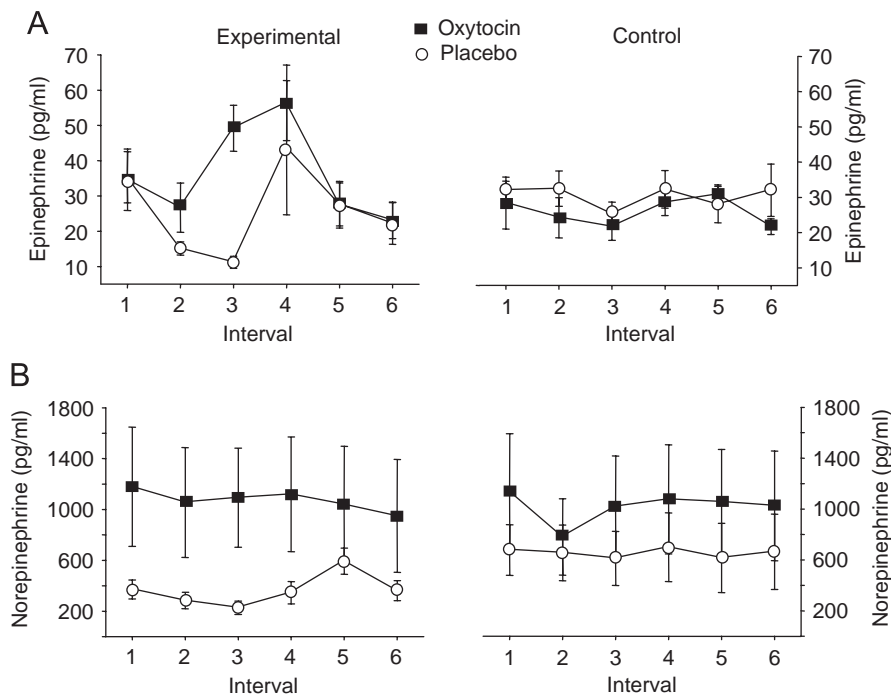 A
Experimental
Oxytocin
Placebo
Control
Epinephrine (pg/ml)
70
60
50
40
30
20
10
1 2 3 4 5 6
Interval
70
60
50
40
30
20
10
Epinephrine (pg/ml)
1 2 3 4 5 6
Interval
B
Norepinephrine (pg/ml)
1800
1400
1000
600
200
1 2 3 4 5 6
Interval
1800
1400
1000
600
200
Norepinephrine (pg/ml)
1 2 3 4 5 6
Interval